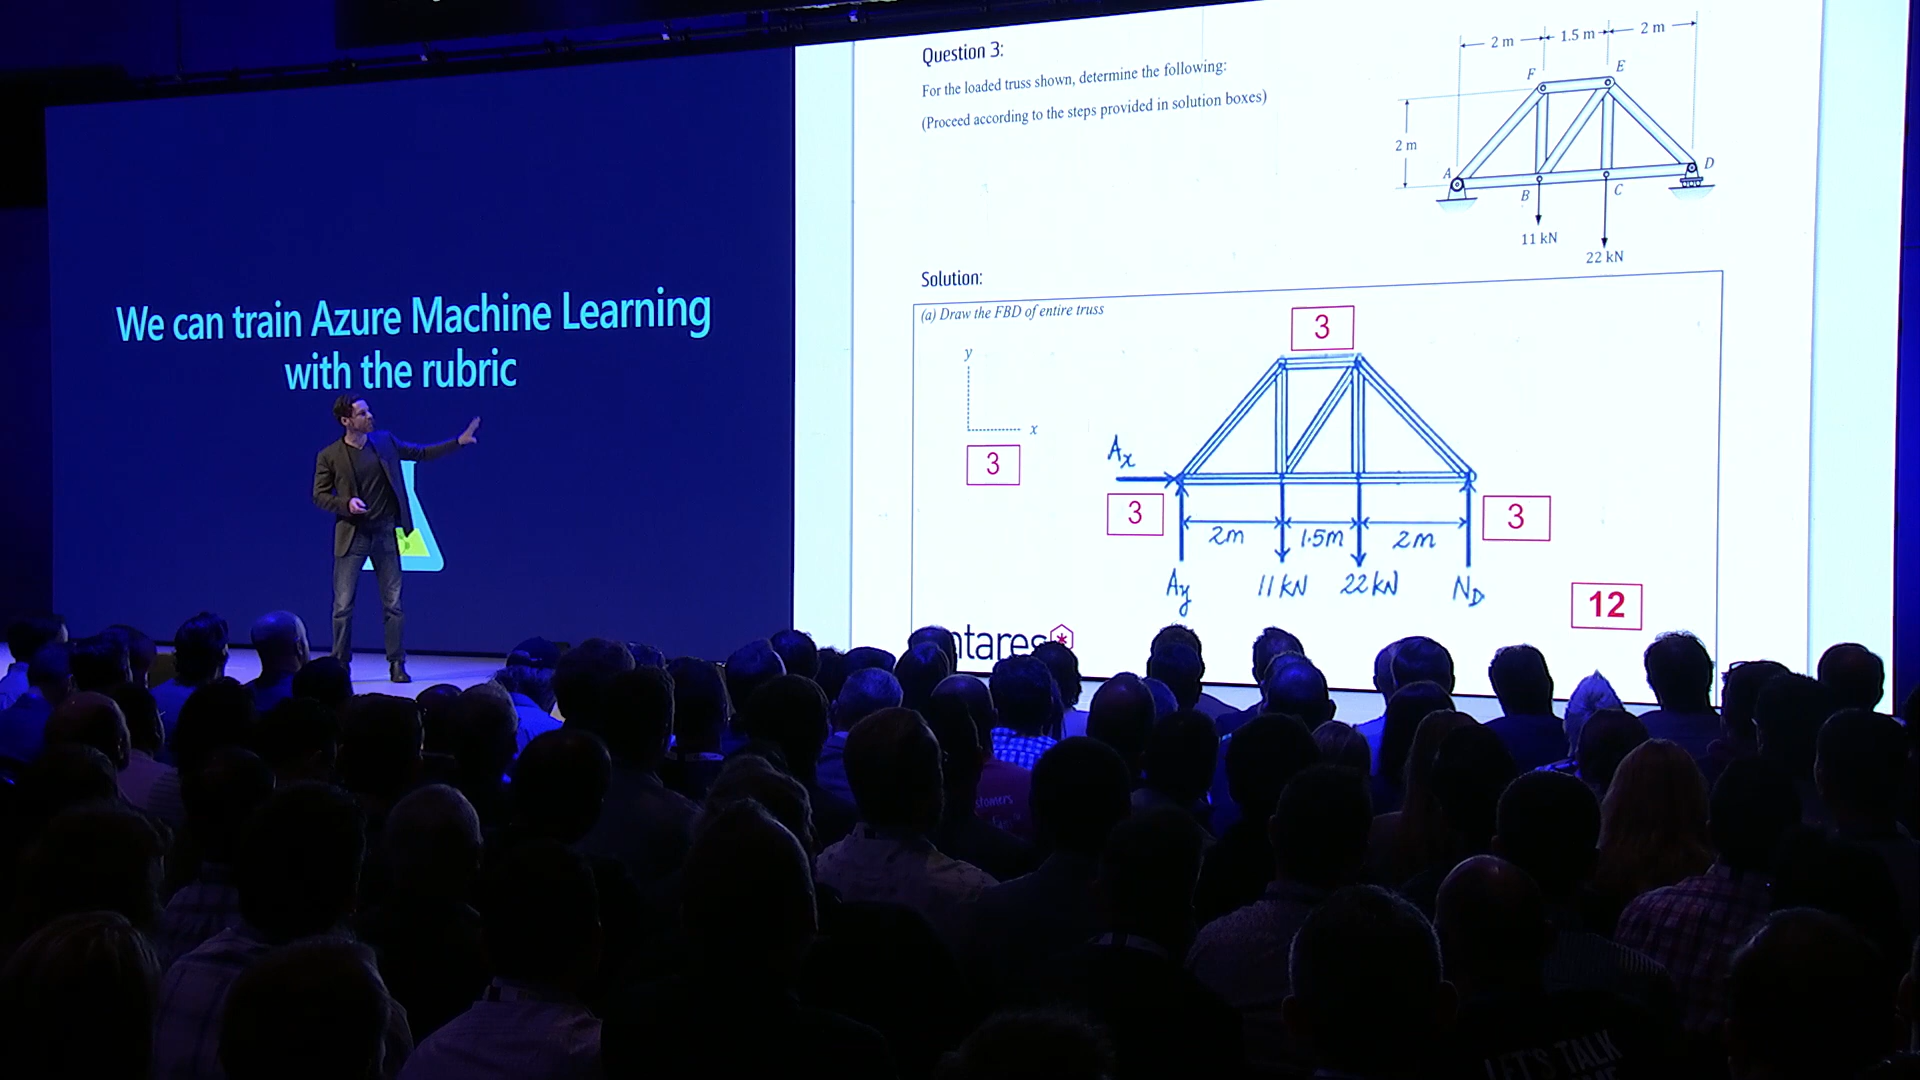 We can train Azure Machine Learning
with the rubric
Question 3:
For the loaded truss shown, determine the following:
(Proceed according to the steps provided in solution boxes)
2 m
1.5 m
2 m
F
E
2 m
A
D
B
C
11 kN
22 kN
Solution:
(a) Draw the FBD of entire truss
3
y
x
3
Ax
3
3
2m
1.5m
2m
Ay
11 kN
22 kN
ND
12
ntares
LET'S TALK